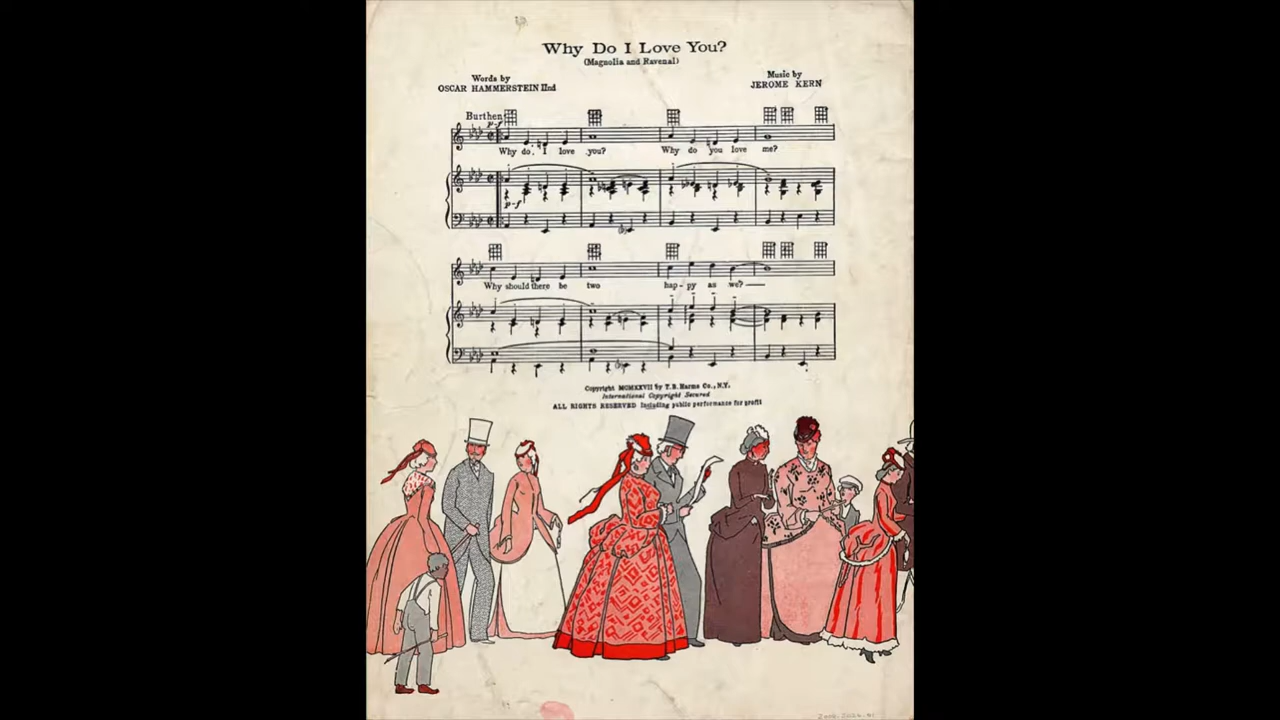 Why Do I Love You?
(Magnolia and Ravenal)
Words by
OSCAR HAMMERSTEIN IInd
Music by
JEROME KERN
Burthen
p-f
Why do I love you? Why do you love me?
p-f
Why should there be two hap-py as we?
Copyright MCMXXVII by T.B. Harms Co., N.Y.
International Copyright Secured
ALL RIGHTS RESERVED Including public performance for profit